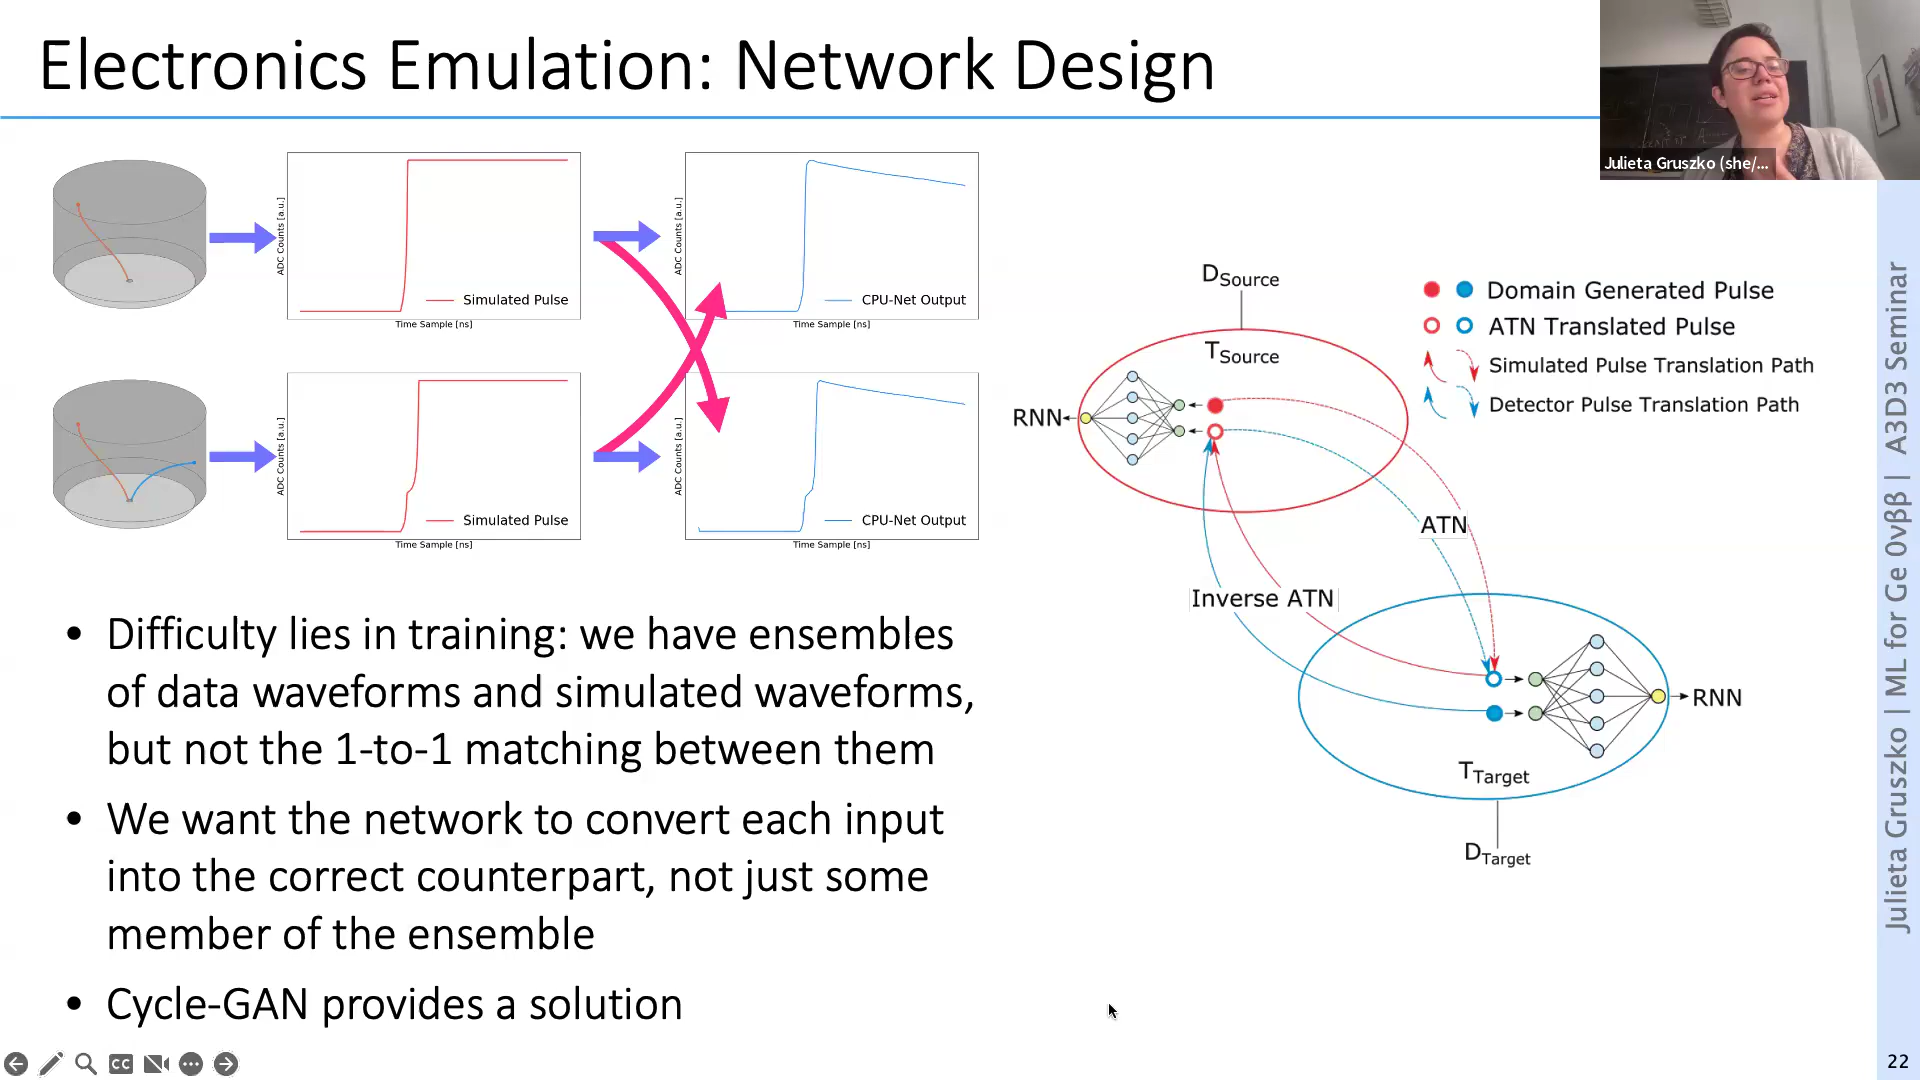 Electronics Emulation: Network Design
Julieta Gruszko (she/...
ADC Counts [a.u.]
Simulated Pulse
Time Sample [ns]
ADC Counts [a.u.]
CPU-Net Output
Time Sample [ns]
ADC Counts [a.u.]
Simulated Pulse
Time Sample [ns]
ADC Counts [a.u.]
CPU-Net Output
Time Sample [ns]
Difficulty lies in training: we have ensembles
of data waveforms and simulated waveforms,
but not the 1-to-1 matching between them
We want the network to convert each input
into the correct counterpart, not just some
member of the ensemble
Cycle-GAN provides a solution
DSource
TSource
RNN
Domain Generated Pulse
ATN Translated Pulse
Simulated Pulse Translation Path
Detector Pulse Translation Path
ATN
Inverse ATN
RNN
TTarget
DTarget
Julieta Gruszko | ML for Ge 0νββ | A3D3 Seminar
CC
22